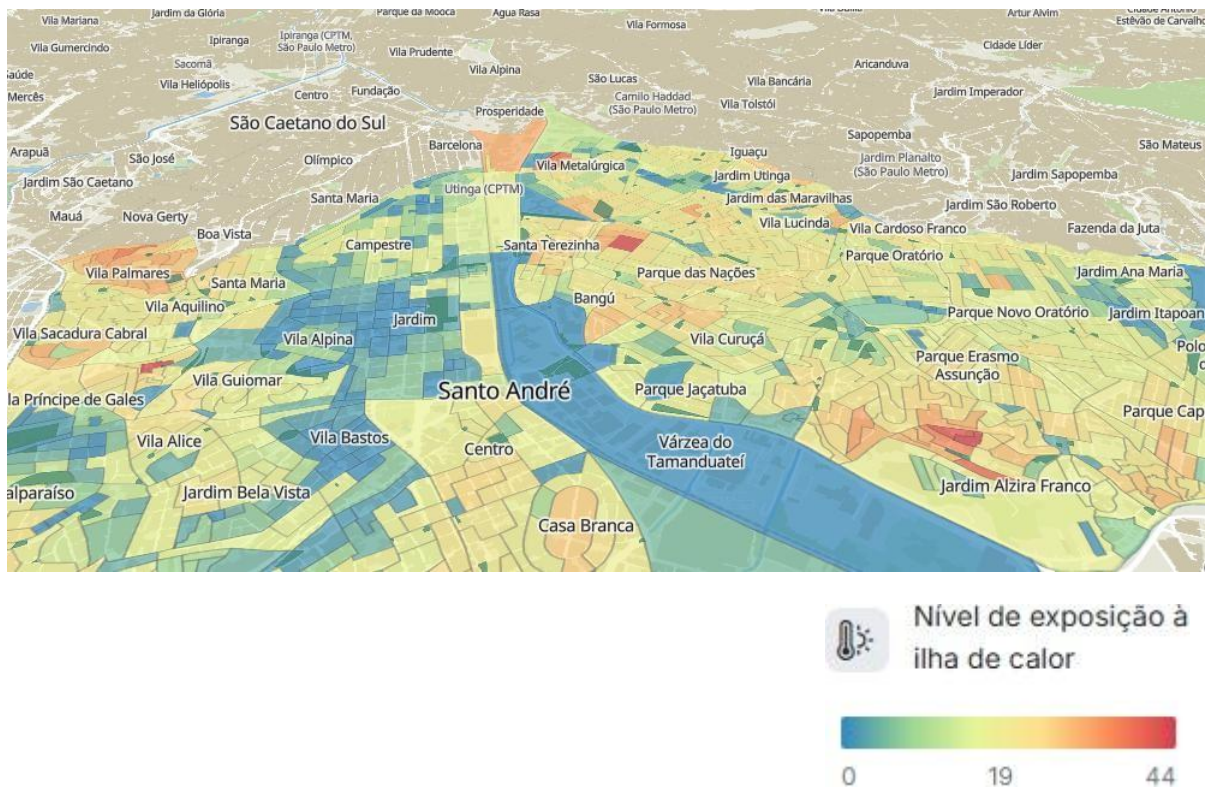 Jardim da Glória
Parque da Mooca
Água Rasa
Vila Formosa
Artur Alvim
Vila Mariana
Estêvão de Carvalho
Vila Gumercindo
Ipiranga
Ipiranga (CPTM,
São Paulo Metro)
Vila Prudente
Cidade Líder
Sacomã
Vila Alpina
Aricanduva
Saúde
Vila Heliópolis
São Lucas
Vila Bancária
Mercês
Centro
Fundação
Camilo Haddad
(São Paulo Metro)
Vila Tolstói
Jardim Imperador
Prosperidade
São Caetano do Sul
Sapopemba
Arapuã
São José
Olímpico
Barcelona
Iguaçu
São Mateus
Vila Metalúrgica
Jardim Planalto
(São Paulo Metro)
Jardim São Caetano
Utinga (CPTM)
Jardim Utinga
Jardim Sapopemba
Santa Maria
Jardim das Maravilhas
Jardim São Roberto
Mauá
Nova Gerty
Vila Lucinda
Vila Cardoso Franco
Fazenda da Juta
Boa Vista
Campestre
Santa Terezinha
Parque Oratório
Vila Palmares
Santa Maria
Parque das Nações
Jardim Ana Maria
Vila Aquilino
Bangú
Jardim
Parque Novo Oratório
Jardim Itapoan
Vila Sacadura Cabral
Vila Alpina
Vila Curuçá
Parque Erasmo
Assunção
Polo
Vila Guiomar
Santo André
Parque Jaçatuba
la Príncipe de Gales
Parque Cap
Vila Alice
Vila Bastos
Centro
Várzea do
Tamanduateí
alparaíso
Jardim Bela Vista
Jardim Alzira Franco
Casa Branca
Nível de exposição à
ilha de calor
0 19 44